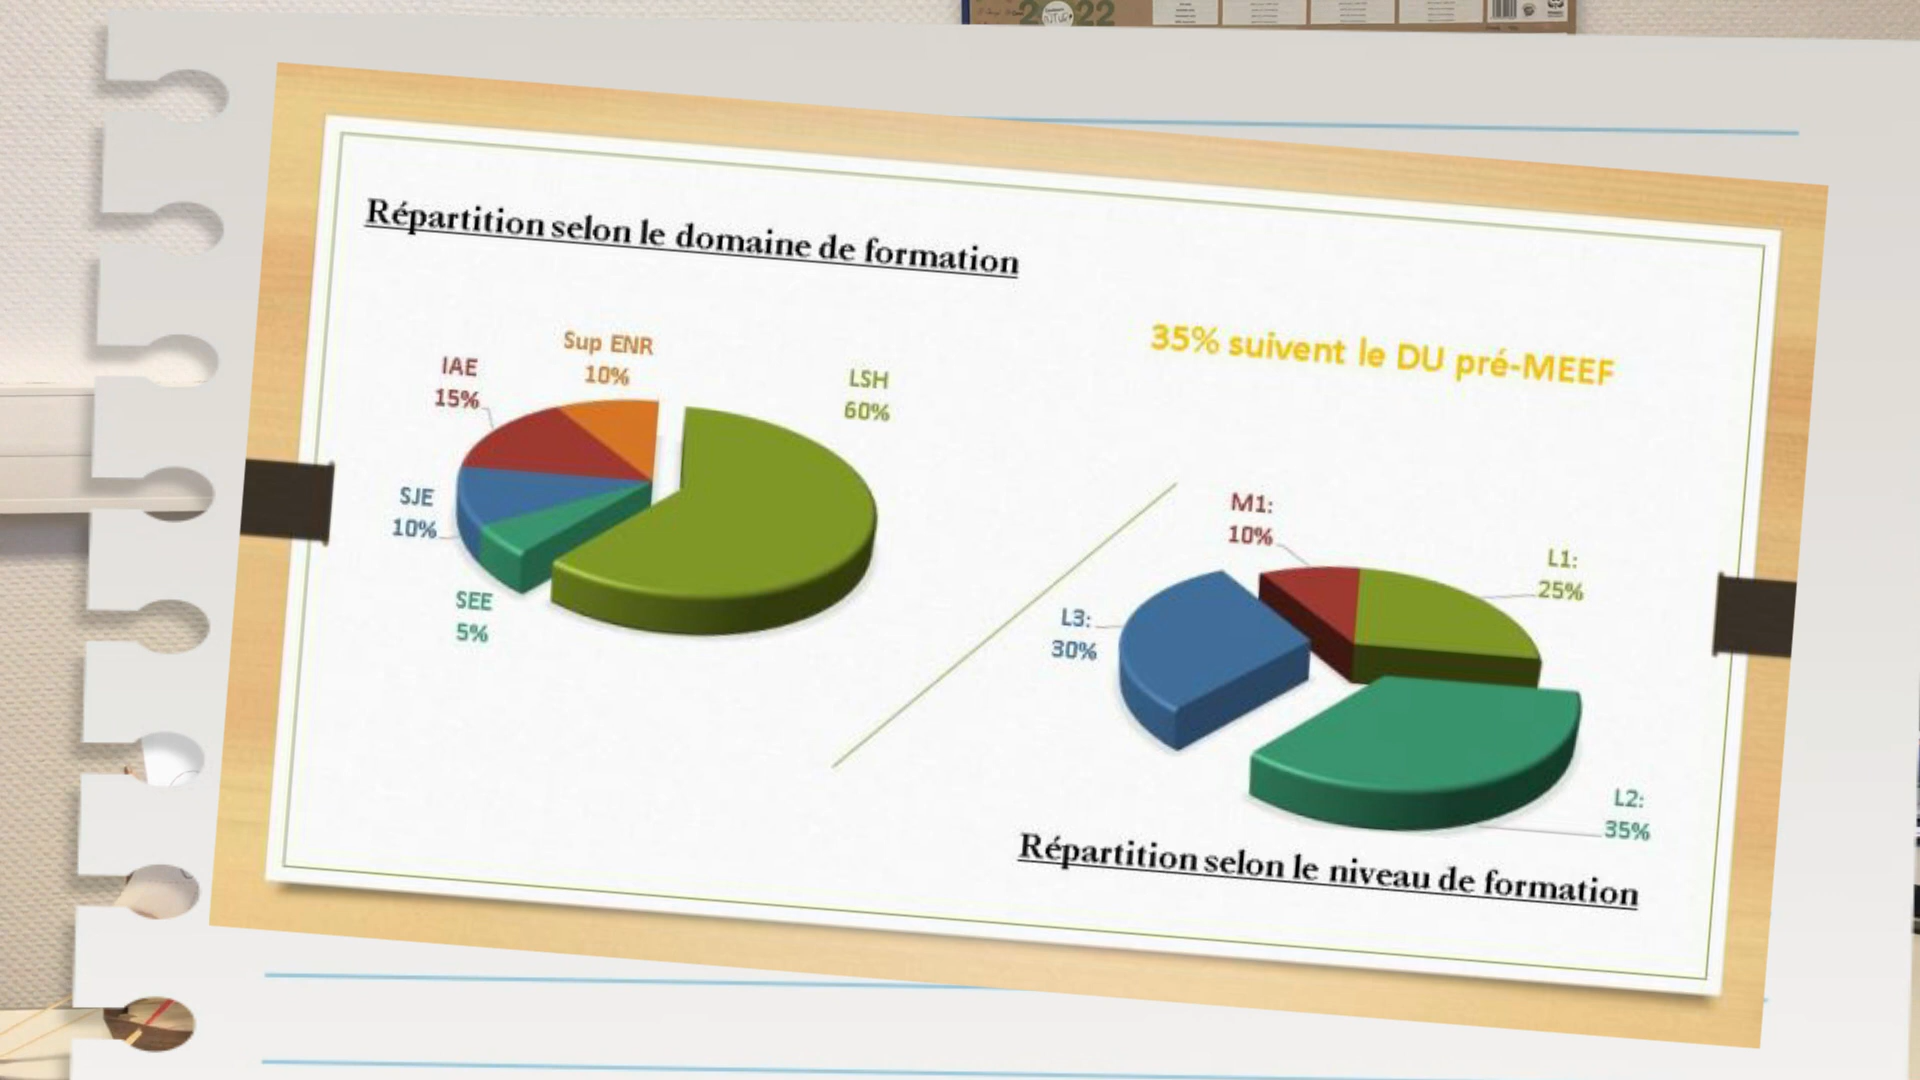 2022
Répartition selon le domaine de formation
Sup ENR
10%
IAE
15%
LSH
60%
SJE
10%
SEE
5%
35% suivent le DU pré-MEEF
M1:
10%
L1:
25%
L3:
30%
L2:
35%
Répartition selon le niveau de formation